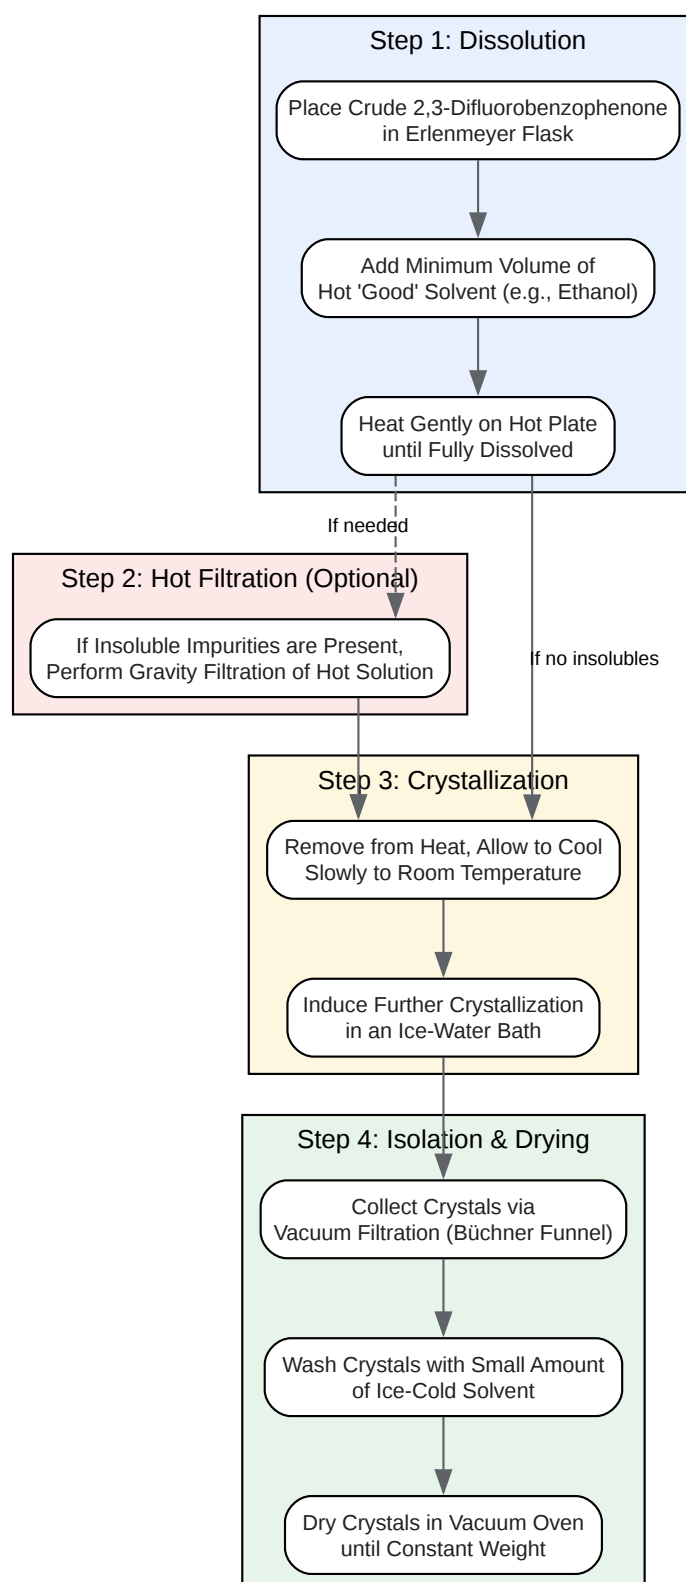 Step 1: Dissolution
Place Crude 2,3-Difluorobenzophenone
in Erlenmeyer Flask
Add Minimum Volume of
Hot 'Good' Solvent (e.g., Ethanol)
Heat Gently on Hot Plate
until Fully Dissolved
If needed
Step 2: Hot Filtration (Optional)
If Insoluble Impurities are Present,
Perform Gravity Filtration of Hot Solution
If no insolubles
Step 3: Crystallization
Remove from Heat, Allow to Cool
Slowly to Room Temperature
Induce Further Crystallization
in an Ice-Water Bath
Step 4: Isolation & Drying
Collect Crystals via
Vacuum Filtration (Büchner Funnel)
Wash Crystals with Small Amount
of Ice-Cold Solvent
Dry Crystals in Vacuum Oven
until Constant Weight